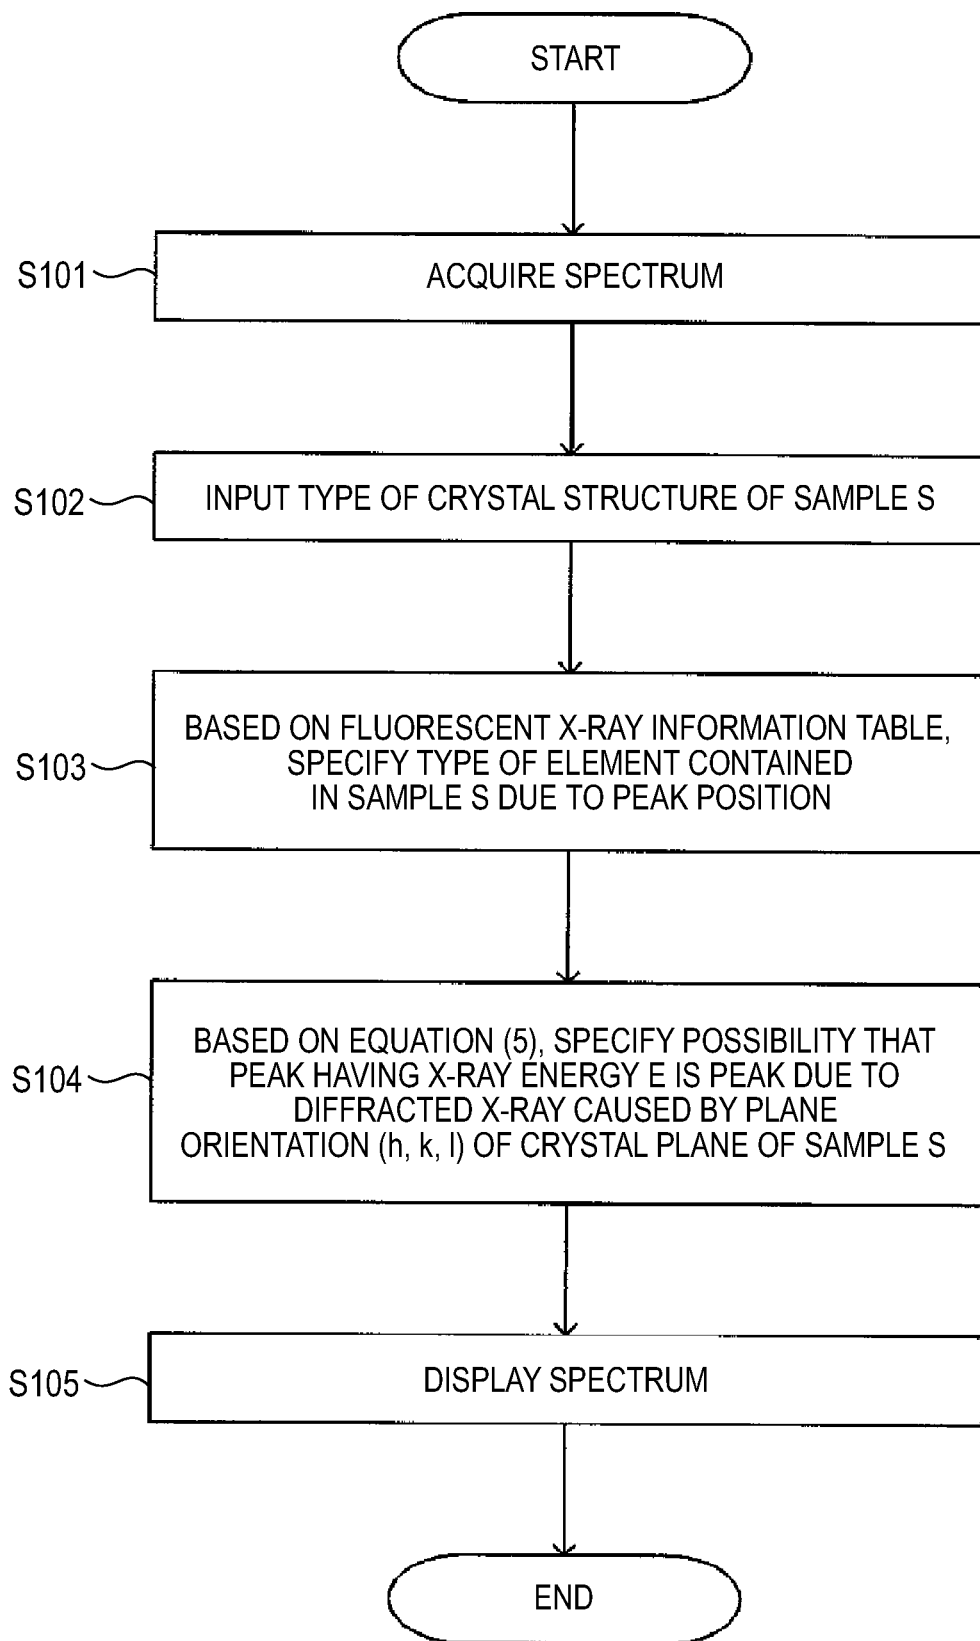 START
S101
ACQUIRE SPECTRUM
S102
INPUT TYPE OF CRYSTAL STRUCTURE OF SAMPLE S
S103
BASED ON FLUORESCENT X-RAY INFORMATION TABLE,
SPECIFY TYPE OF ELEMENT CONTAINED
IN SAMPLE S DUE TO PEAK POSITION
S104
BASED ON EQUATION (5), SPECIFY POSSIBILITY THAT
PEAK HAVING X-RAY ENERGY E IS PEAK DUE TO
DIFFRACTED X-RAY CAUSED BY PLANE
ORIENTATION (h, k, l) OF CRYSTAL PLANE OF SAMPLE S
S105
DISPLAY SPECTRUM
END